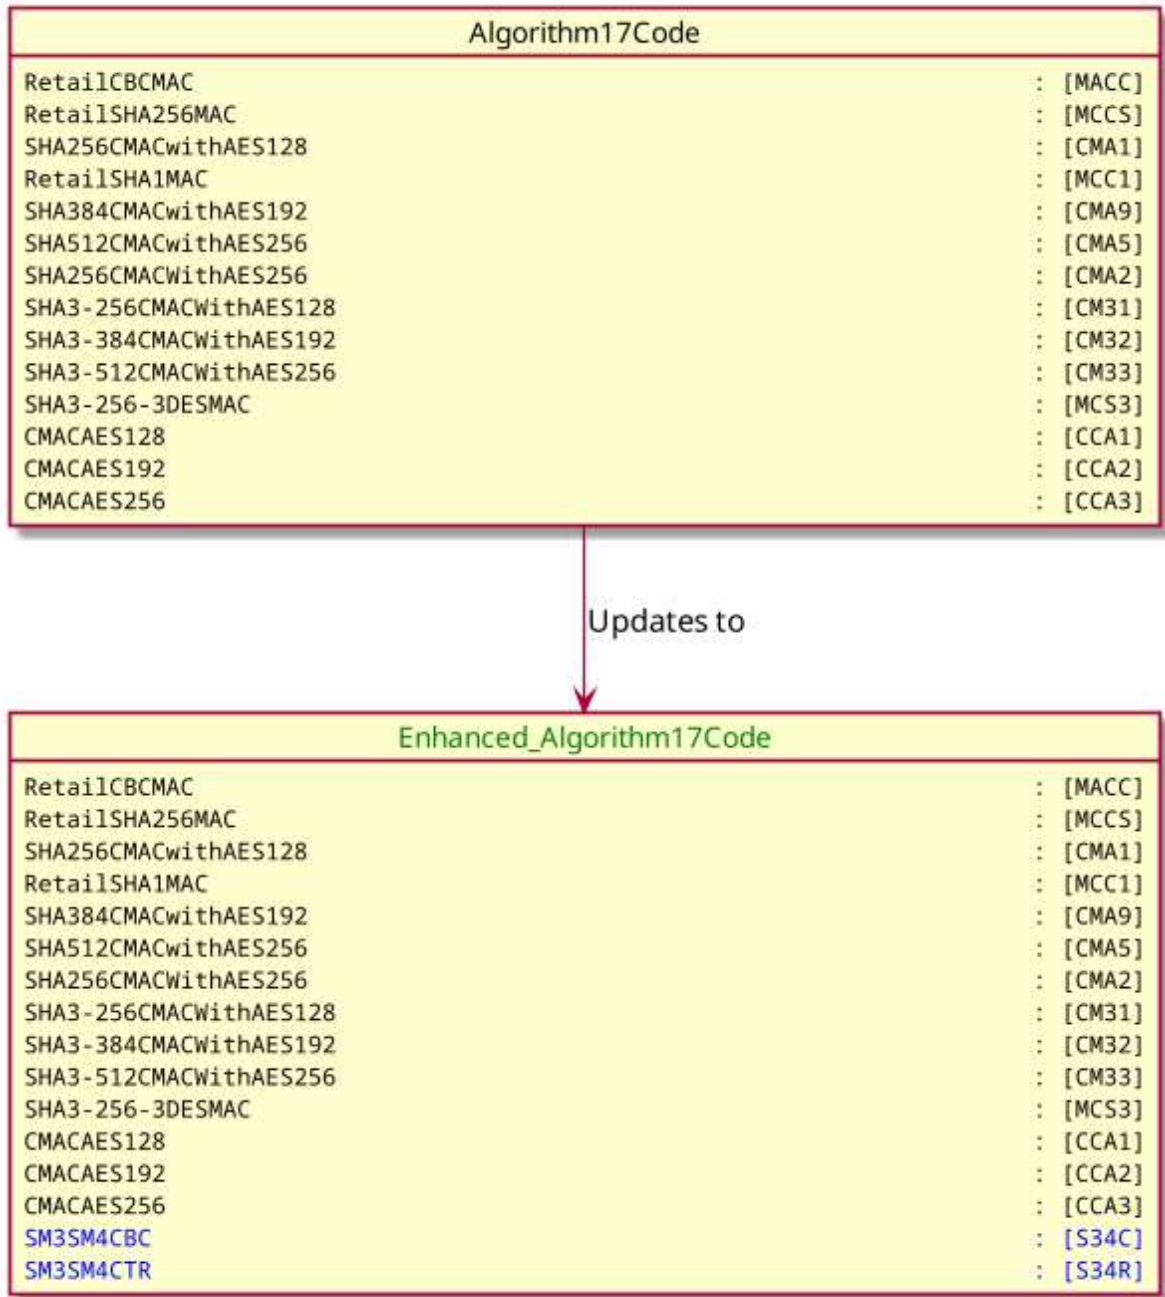 Algorithm17Code
RetailCBCMAC : [MACC]
RetailSHA256MAC : [MCCS]
SHA256CMACwithAES128 : [CMA1]
RetailSHA1MAC : [MCC1]
SHA384CMACwithAES192 : [CMA9]
SHA512CMACwithAES256 : [CMA5]
SHA256CMACWithAES256 : [CMA2]
SHA3-256CMACWithAES128 : [CM31]
SHA3-384CMACWithAES192 : [CM32]
SHA3-512CMACWithAES256 : [CM33]
SHA3-256-3DESMAC : [MCS3]
CMACAES128 : [CCA1]
CMACAES192 : [CCA2]
CMACAES256 : [CCA3]
Updates to
Enhanced_Algorithm17Code
RetailCBCMAC : [MACC]
RetailSHA256MAC : [MCCS]
SHA256CMACwithAES128 : [CMA1]
RetailSHA1MAC : [MCC1]
SHA384CMACwithAES192 : [CMA9]
SHA512CMACwithAES256 : [CMA5]
SHA256CMACWithAES256 : [CMA2]
SHA3-256CMACWithAES128 : [CM31]
SHA3-384CMACWithAES192 : [CM32]
SHA3-512CMACWithAES256 : [CM33]
SHA3-256-3DESMAC : [MCS3]
CMACAES128 : [CCA1]
CMACAES192 : [CCA2]
CMACAES256 : [CCA3]
SM3SM4CBC : [S34C]
SM3SM4CTR : [S34R]